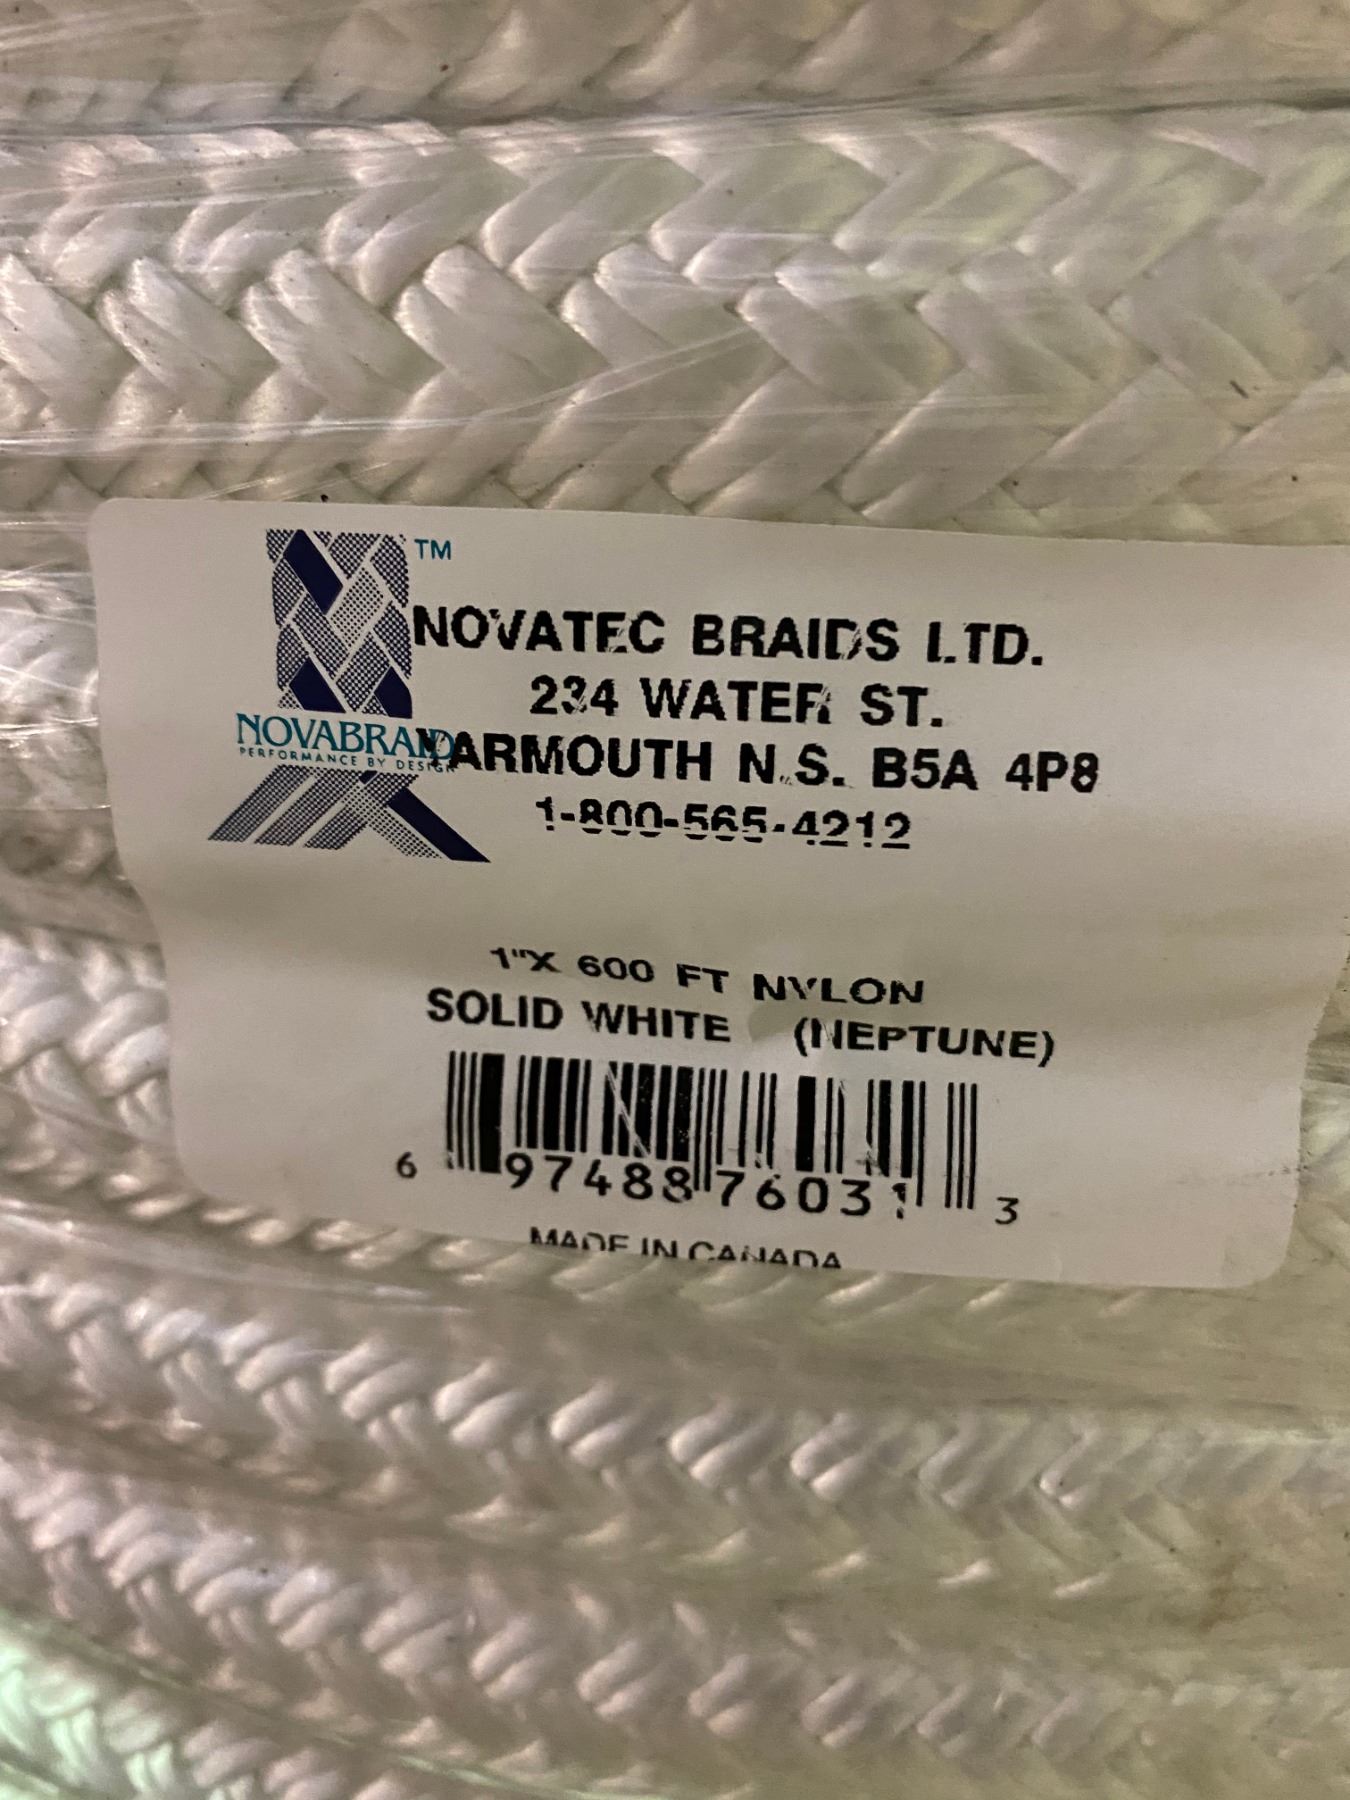 TM
NOVATEC BRAIDS LTD.
234 WATER ST.
NOVABRAID
PERFORMANCE BY DESIGN
YARMOUTH N.S. B5A 4P8
1-800-565-4212
1"X 600 FT NYLON
SOLID WHITE (NEPTUNE)
6 97488 76031 3
MADE IN CANADA